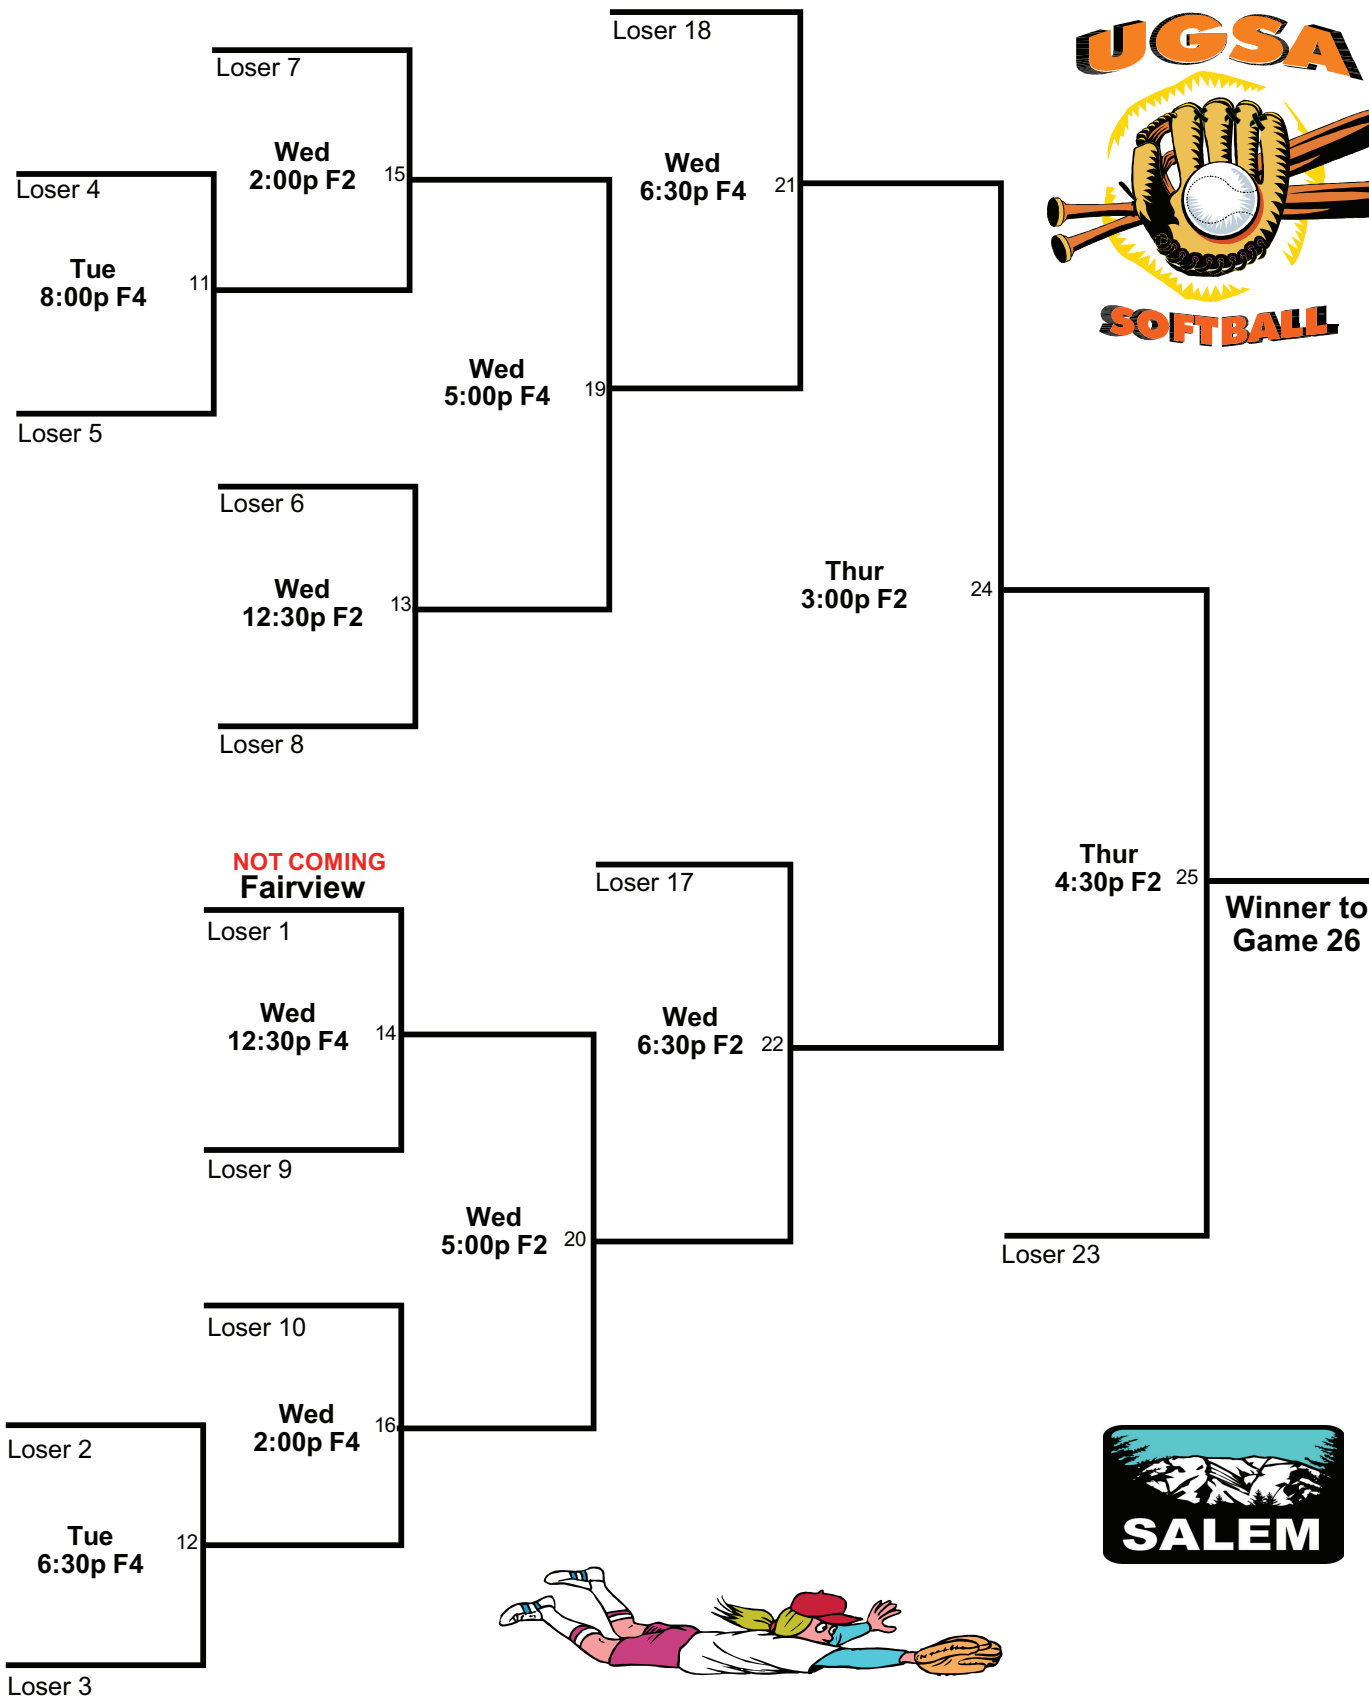 Loser 18
UGSA
Loser 7
Wed
2:00p F2
15
Wed
6:30p F4
21
Loser 4
Tue
8:00p F4
11
SOFTBALL
Wed
5:00p F4
19
Loser 5
Loser 6
Wed
12:30p F2
13
Thur
3:00p F2
24
Loser 8
NOT COMING
Fairview
Loser 1
Loser 17
Thur
4:30p F2
25
Winner to
Game 26
Wed
12:30p F4
14
Wed
6:30p F2
22
Loser 9
Wed
5:00p F2
20
Loser 23
Loser 10
Wed
2:00p F4
16
Loser 2
Tue
6:30p F4
12
SALEM
Loser 3